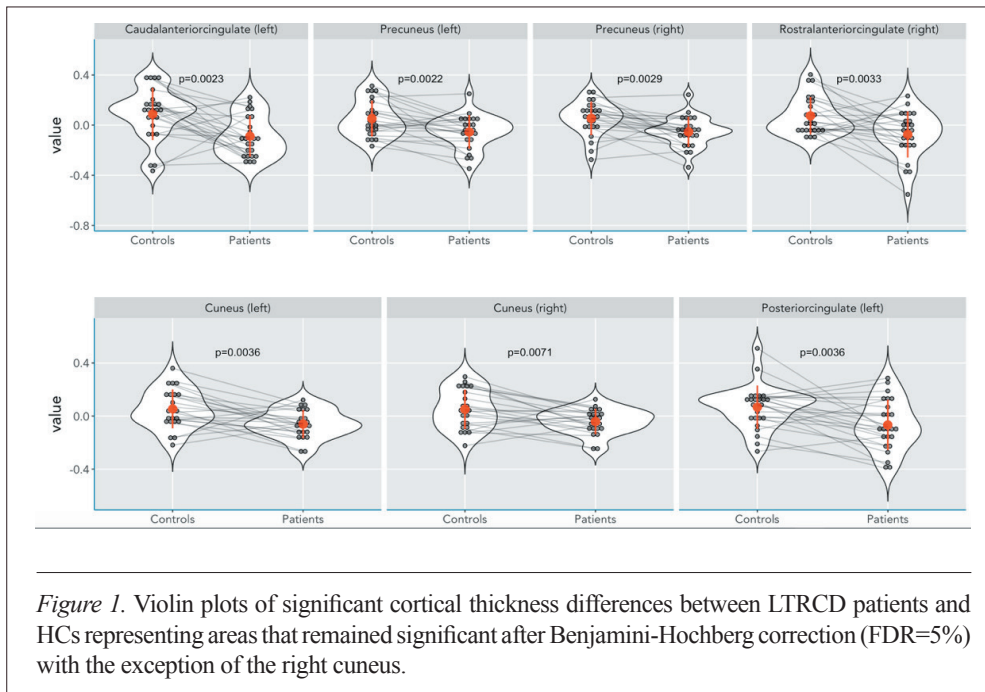 Caudalanteriorcingulate (left) Precuneus (left) Precuneus (right) Rostralanteriorcingulate (right)
0.4 p=0.0023 p=0.0022 p=0.0029 p=0.0033
0.0
value
-0.4
-0.8
Controls Patients Controls Patients Controls Patients Controls Patients
Cuneus (left) Cuneus (right) Posteriorcingulate (left)
p=0.0036 p=0.0071 p=0.0036
0.4
value
0.0
-0.4
Controls Patients Controls Patients Controls Patients
Figure 1. Violin plots of significant cortical thickness differences between LTRCD patients and
HCs representing areas that remained significant after Benjamini-Hochberg correction (FDR=5%)
with the exception of the right cuneus.